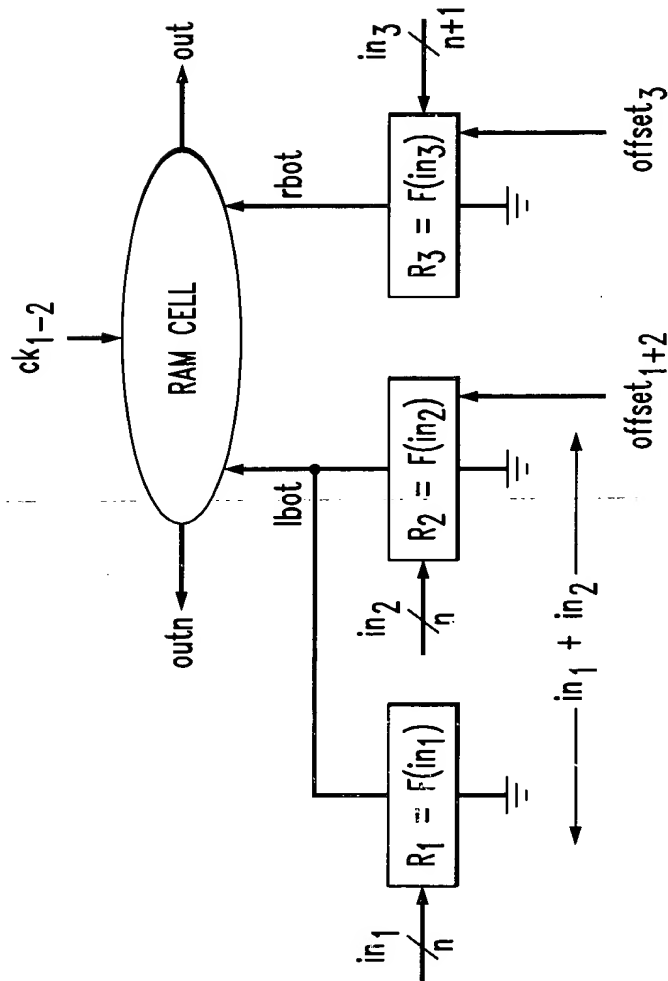 ck1-2
outn
RAM CELL
out
lbot
rbot
in1
n
R1 = F(in1)
in2
n
R2 = F(in2)
R3 = F(in3)
in3
n+1
in1 + in2
offset1+2
offset3